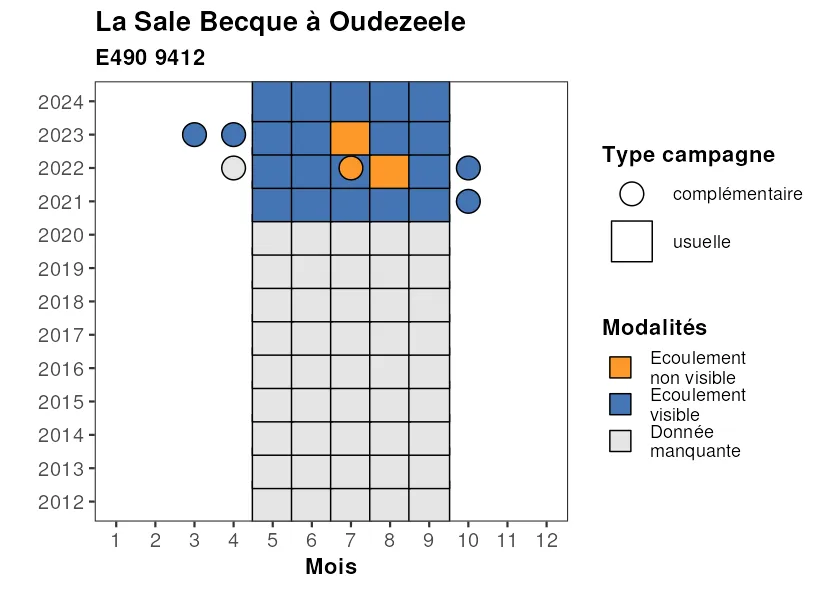 La Sale Becque à Oudezeele
E490 9412
2024
2023
2022
2021
2020
2019
2018
2017
2016
2015
2014
2013
2012
1 2 3 4 5 6 7 8 9 10 11 12
Mois
Type campagne
complémentaire
usuelle
Modalités
Ecoulement
non visible
Ecoulement
visible
Donnée
manquante